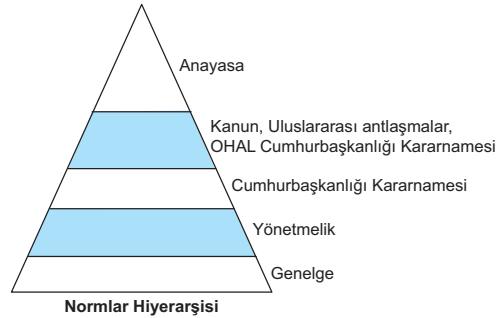 Anayasa
Kanun, Uluslararası antlaşmalar,
OHAL Cumhurbaşkanlığı Kararnamesi
Cumhurbaşkanlığı Kararnamesi
Yönetmelik
Genelge
Normlar Hiyerarşisi